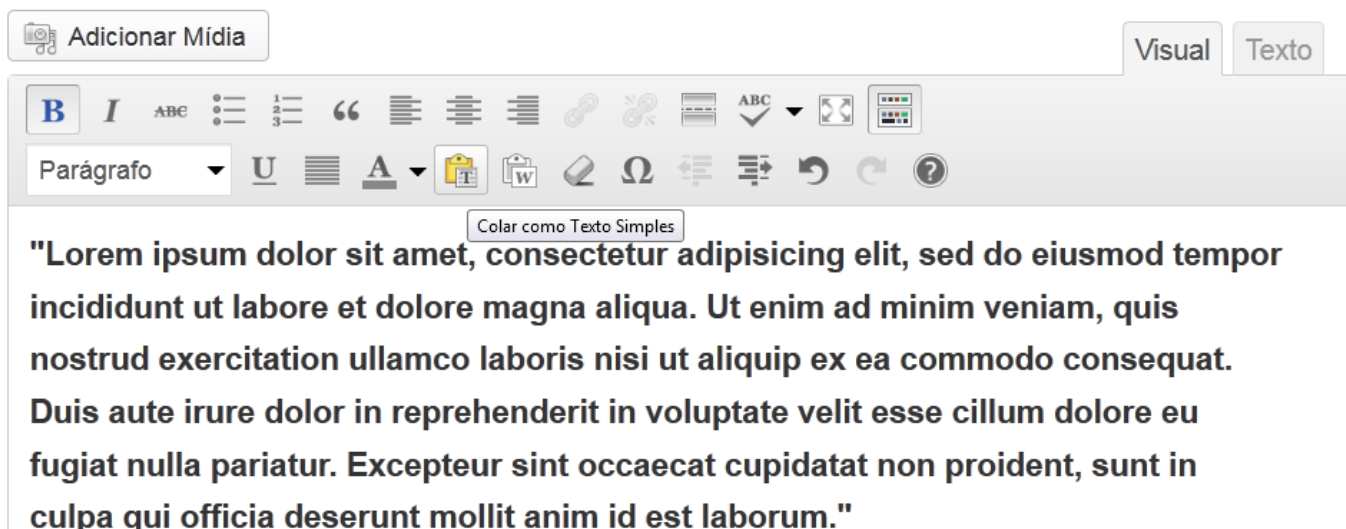 Adicionar Mídia
Visual Texto
B I ABC 1 2 3 “ ABC
Parágrafo U A T W Ω ?
Colar como Texto Simples
"Lorem ipsum dolor sit amet, consectetur adipisicing elit, sed do eiusmod tempor
incididunt ut labore et dolore magna aliqua. Ut enim ad minim veniam, quis
nostrud exercitation ullamco laboris nisi ut aliquip ex ea commodo consequat.
Duis aute irure dolor in reprehenderit in voluptate velit esse cillum dolore eu
fugiat nulla pariatur. Excepteur sint occaecat cupidatat non proident, sunt in
culpa qui officia deserunt mollit anim id est laborum."